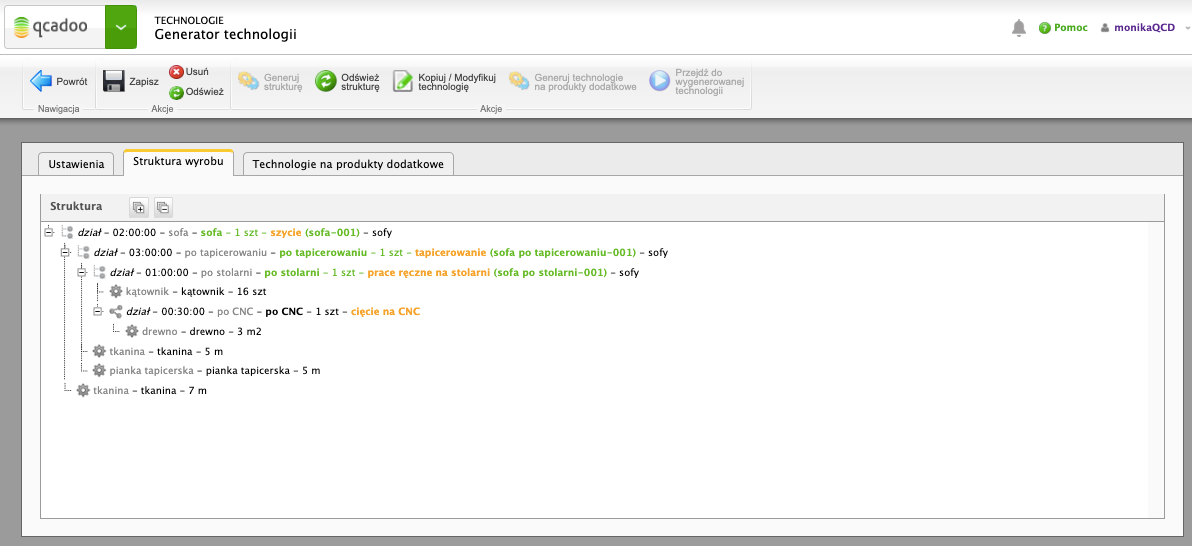 qcadoo
TECHNOLOGIE
Generator technologii
Pomoc
monikaQCD
Powrót
Nawigacja
Zapisz
Usuń
Odśwież
Akcje
Generuj strukturę
Odśwież strukturę
Kopiuj / Modyfikuj technologię
Generuj technologie na produkty dodatkowe
Przejdź do wygenerowanej technologii
Akcje
Ustawienia
Struktura wyrobu
Technologie na produkty dodatkowe
Struktura
dział - 02:00:00 - sofa - sofa - 1 szt - szycie (sofa-001) - sofy
dział - 03:00:00 - po tapicerowaniu - po tapicerowaniu - 1 szt - tapicerowanie (sofa po tapicerowaniu-001) - sofy
dział - 01:00:00 - po stolarni - po stolarni - 1 szt - prace ręczne na stolarni (sofa po stolarni-001) - sofy
kątownik - kątownik - 16 szt
dział - 00:30:00 - po CNC - po CNC - 1 szt - cięcie na CNC
drewno - drewno - 3 m2
tkanina - tkanina - 5 m
pianka tapicerska - pianka tapicerska - 5 m
tkanina - tkanina - 7 m